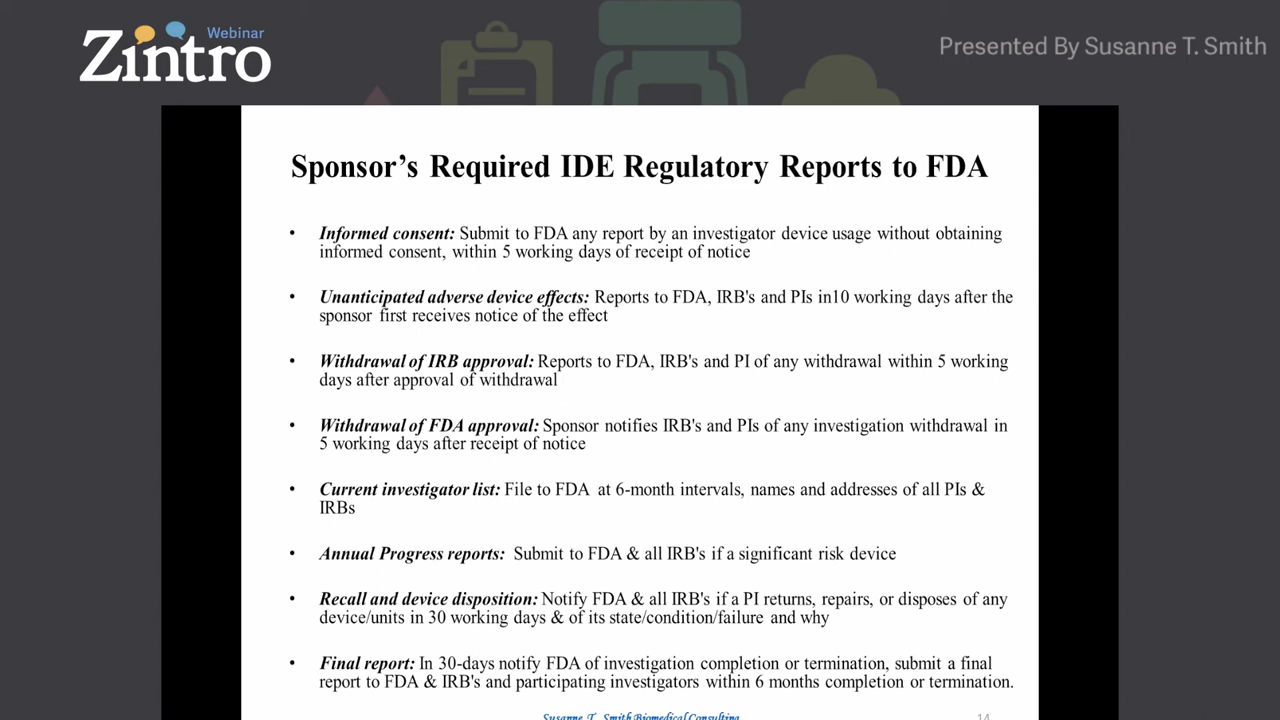 Zintro Webinar
Presented By Susanne T. Smith
Sponsor’s Required IDE Regulatory Reports to FDA
• Informed consent: Submit to FDA any report by an investigator device usage without obtaining
informed consent, within 5 working days of receipt of notice
• Unanticipated adverse device effects: Reports to FDA, IRB's and PIs in10 working days after the
sponsor first receives notice of the effect
• Withdrawal of IRB approval: Reports to FDA, IRB's and PI of any withdrawal within 5 working
days after approval of withdrawal
• Withdrawal of FDA approval: Sponsor notifies IRB's and PIs of any investigation withdrawal in
5 working days after receipt of notice
• Current investigator list: File to FDA at 6-month intervals, names and addresses of all PIs &
IRBs
• Annual Progress reports: Submit to FDA & all IRB's if a significant risk device
• Recall and device disposition: Notify FDA & all IRB's if a PI returns, repairs, or disposes of any
device/units in 30 working days & of its state/condition/failure and why
• Final report: In 30-days notify FDA of investigation completion or termination, submit a final
report to FDA & IRB's and participating investigators within 6 months completion or termination.
Susanne T. Smith Biomedical Consulting
14